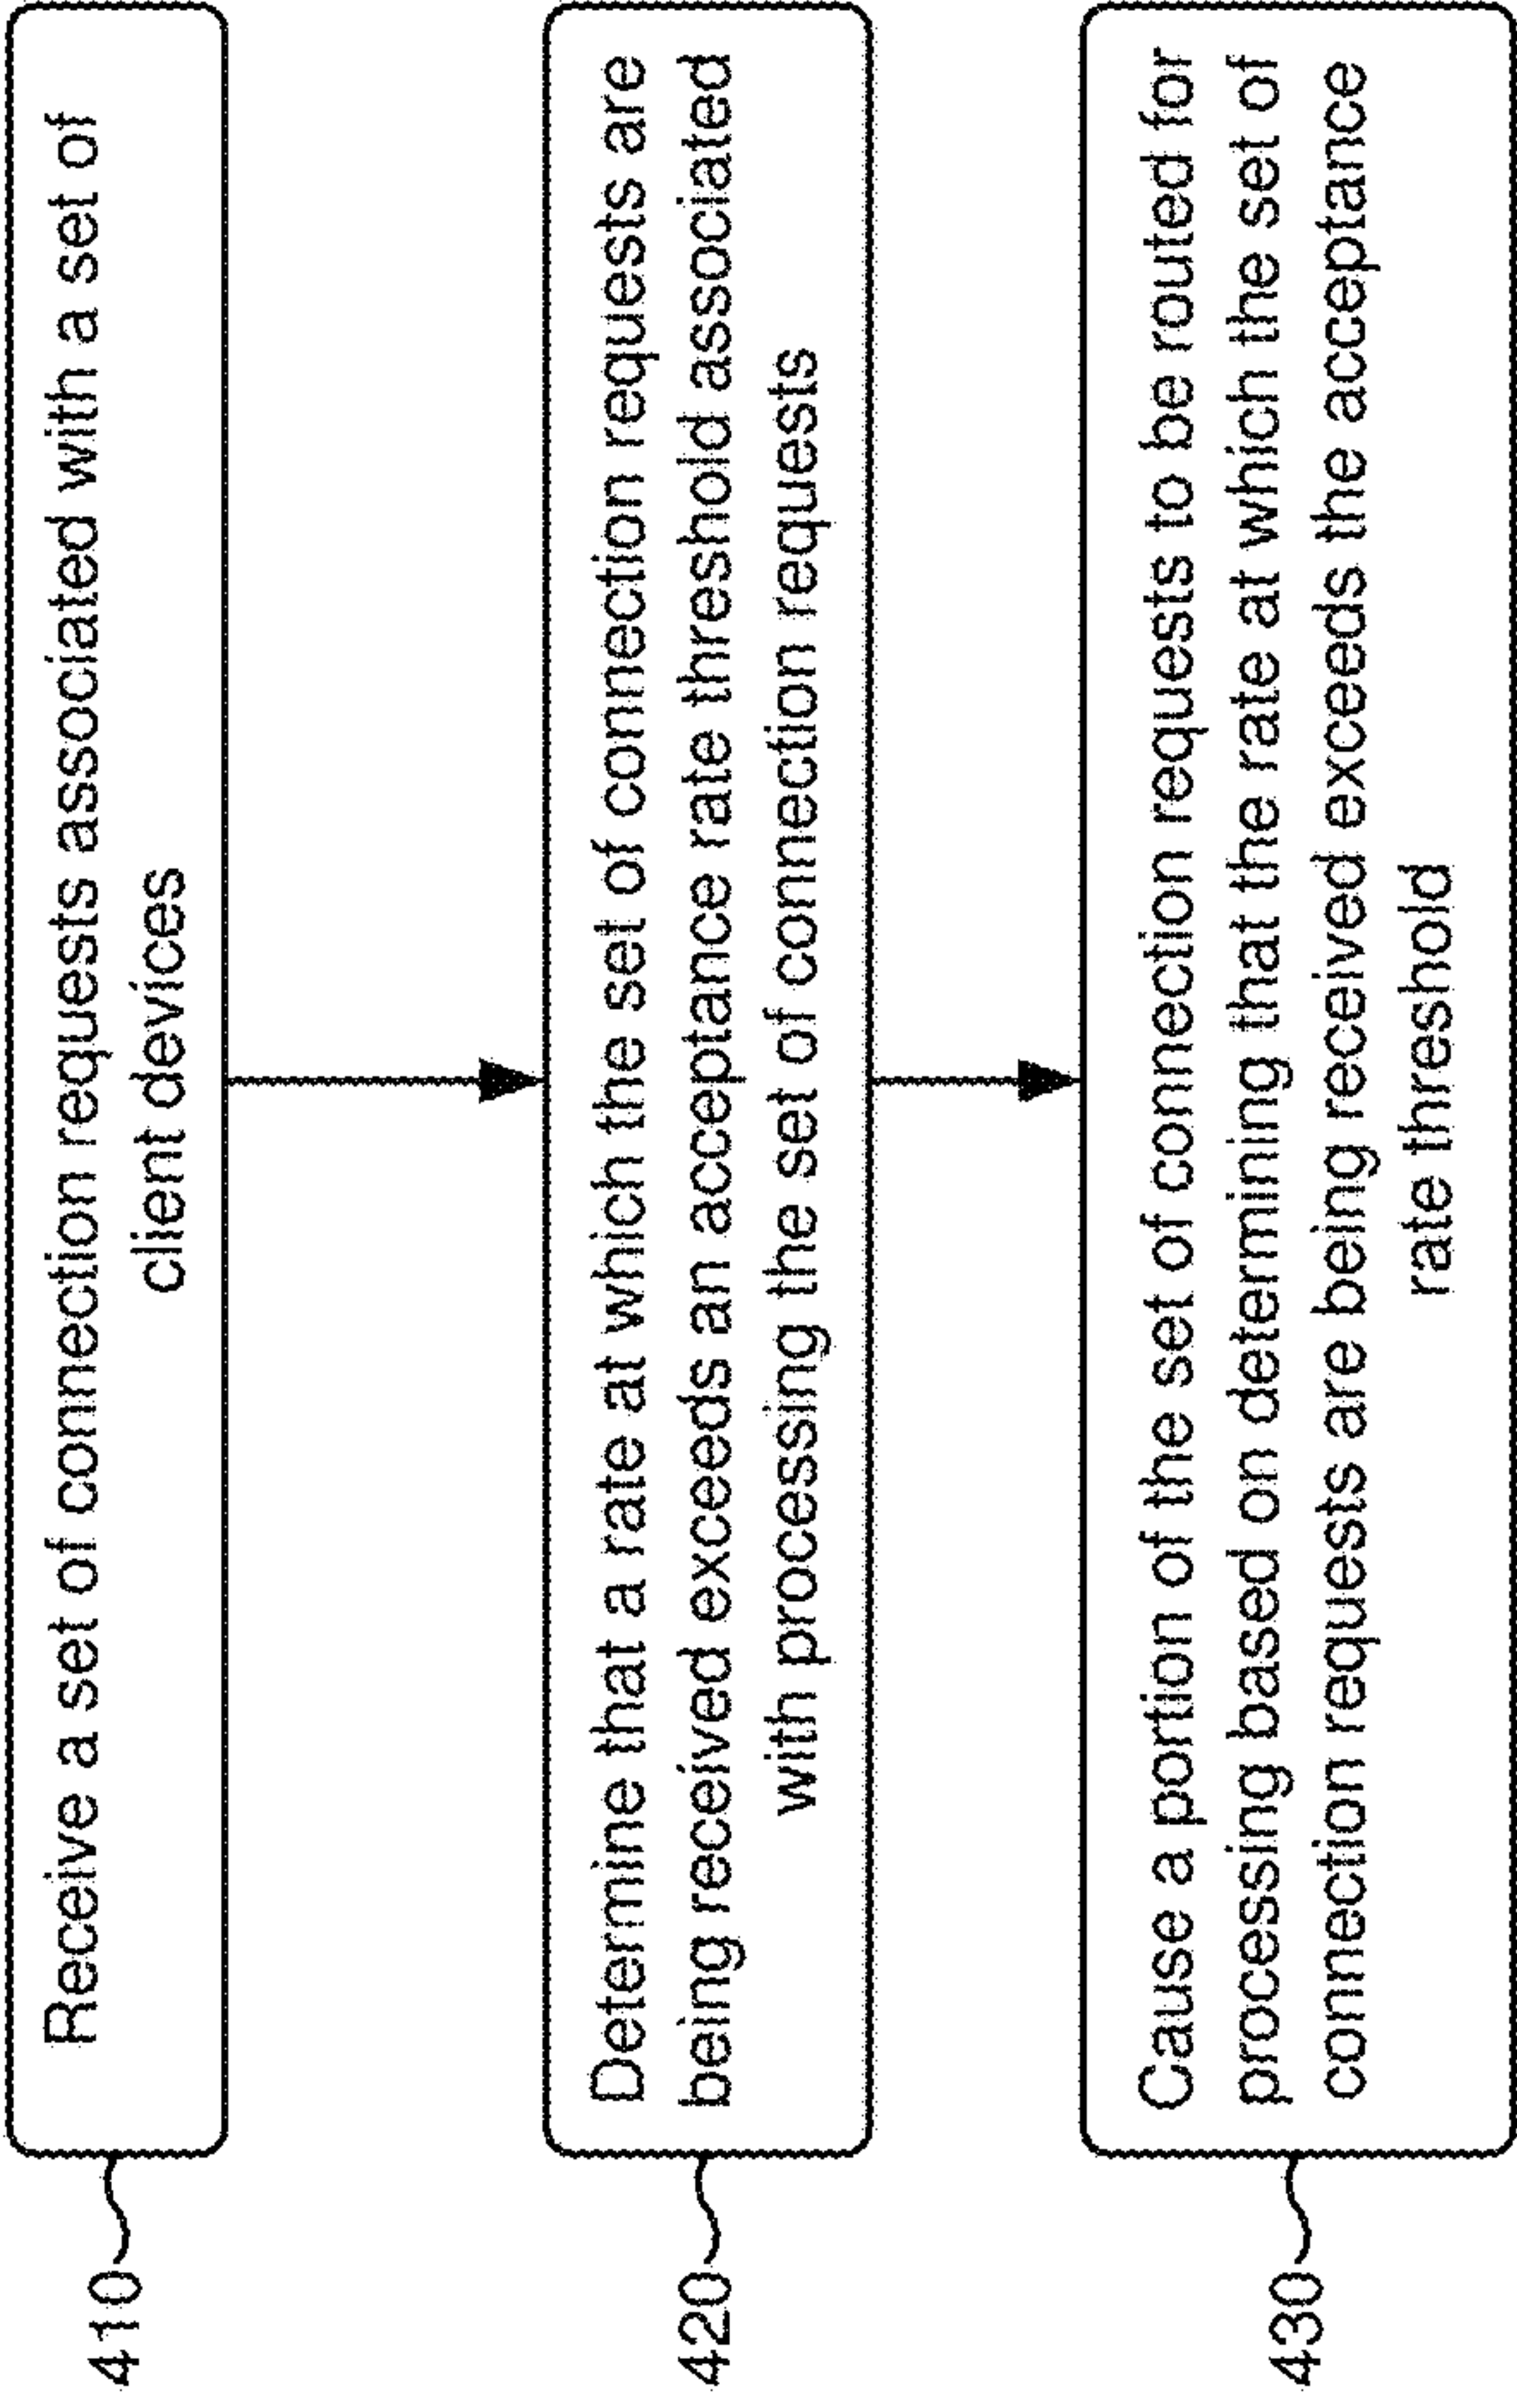 410
Receive a set of connection requests associated with a set of
client devices
420
Determine that a rate at which the set of connection requests are
being received exceeds an acceptance rate threshold associated
with processing the set of connection requests
430
Cause a portion of the set of connection requests to be routed for
processing based on determining that the rate at which the set of
connection requests are being received exceeds the acceptance
rate threshold